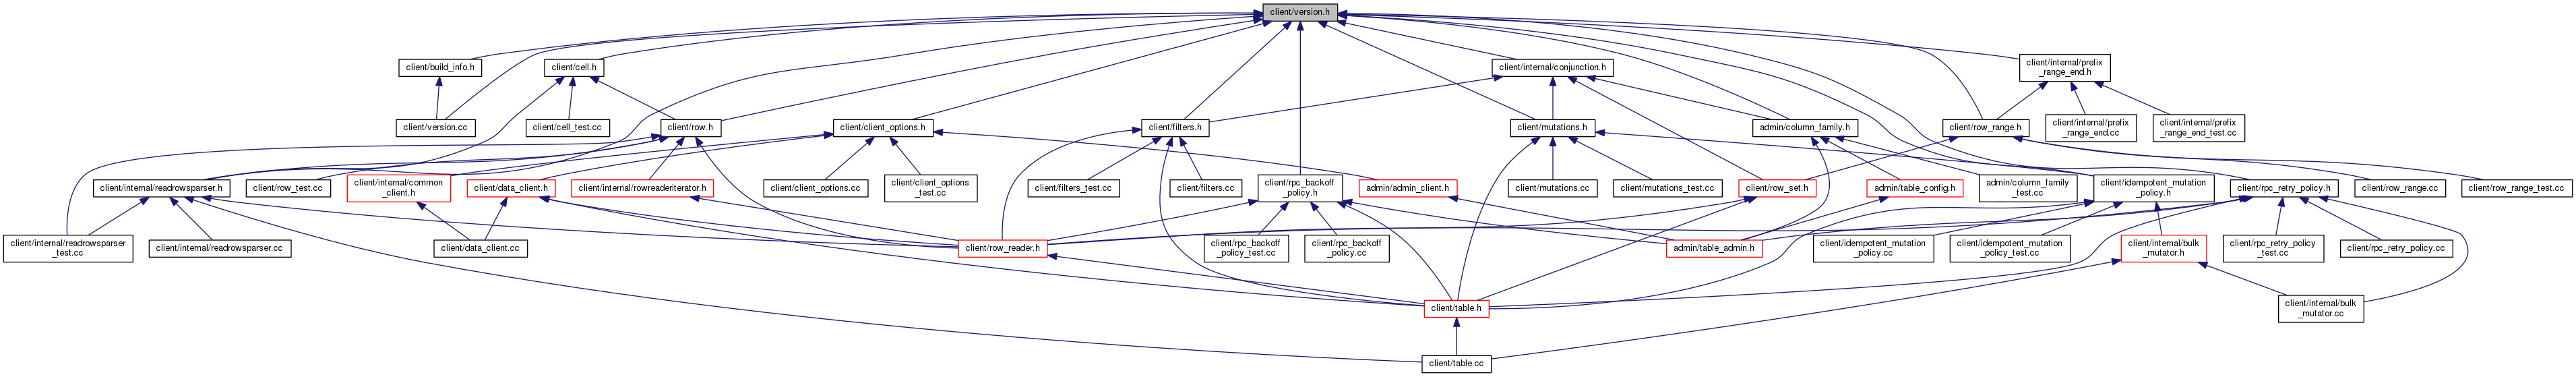 client/version.h
client/build_info.h
client/cell.h
client/internal/conjunction.h
client/internal/prefix
_range_end.h
client/version.cc
client/cell_test.cc
client/row.h
client/client_options.h
client/filters.h
client/mutations.h
admin/column_family.h
client/row_range.h
client/internal/prefix
_range_end.cc
client/internal/prefix
_range_end_test.cc
client/internal/readrowsparser.h
client/row_test.cc
client/internal/common
_client.h
client/data_client.h
client/internal/rowreaderiterator.h
client/client_options.cc
client/client_options
_test.cc
client/filters_test.cc
client/filters.cc
client/rpc_backoff
_policy.h
admin/admin_client.h
client/mutations.cc
client/mutations_test.cc
client/row_set.h
admin/table_config.h
admin/column_family
_test.cc
client/idempotent_mutation
_policy.h
client/rpc_retry_policy.h
client/row_range.cc
client/row_range_test.cc
client/internal/readrowsparser
_test.cc
client/internal/readrowsparser.cc
client/data_client.cc
client/row_reader.h
client/rpc_backoff
_policy_test.cc
client/rpc_backoff
_policy.cc
admin/table_admin.h
client/idempotent_mutation
_policy.cc
client/idempotent_mutation
_policy_test.cc
client/internal/bulk
_mutator.h
client/rpc_retry_policy
_test.cc
client/rpc_retry_policy.cc
client/table.h
client/internal/bulk
_mutator.cc
client/table.cc